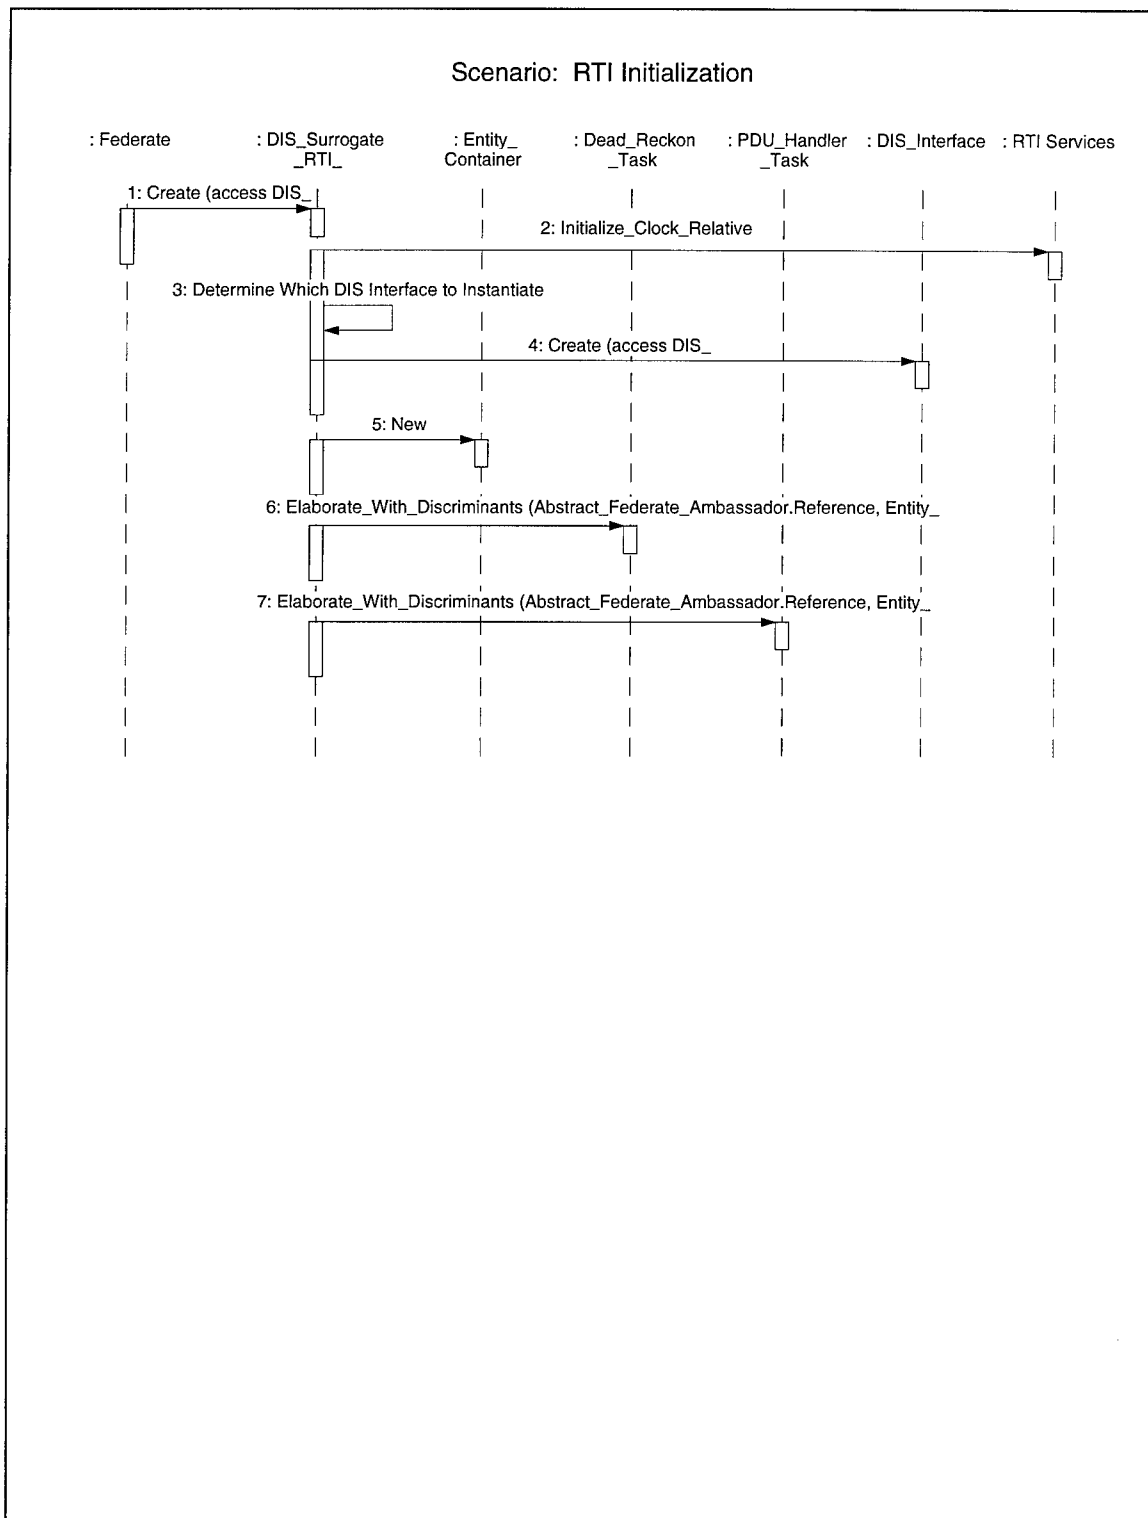 Scenario: RTI Initialization
: Federate
: DIS_Surrogate
_RTI_
: Entity_
Container
: Dead_Reckon
_Task
: PDU_Handler
_Task
: DIS_Interface
: RTI Services
1: Create (access DIS_
2: Initialize_Clock_Relative
3: Determine Which DIS Interface to Instantiate
4: Create (access DIS_
5: New
6: Elaborate_With_Discriminants (Abstract_Federate_Ambassador.Reference, Entity_
7: Elaborate_With_Discriminants (Abstract_Federate_Ambassador.Reference, Entity_